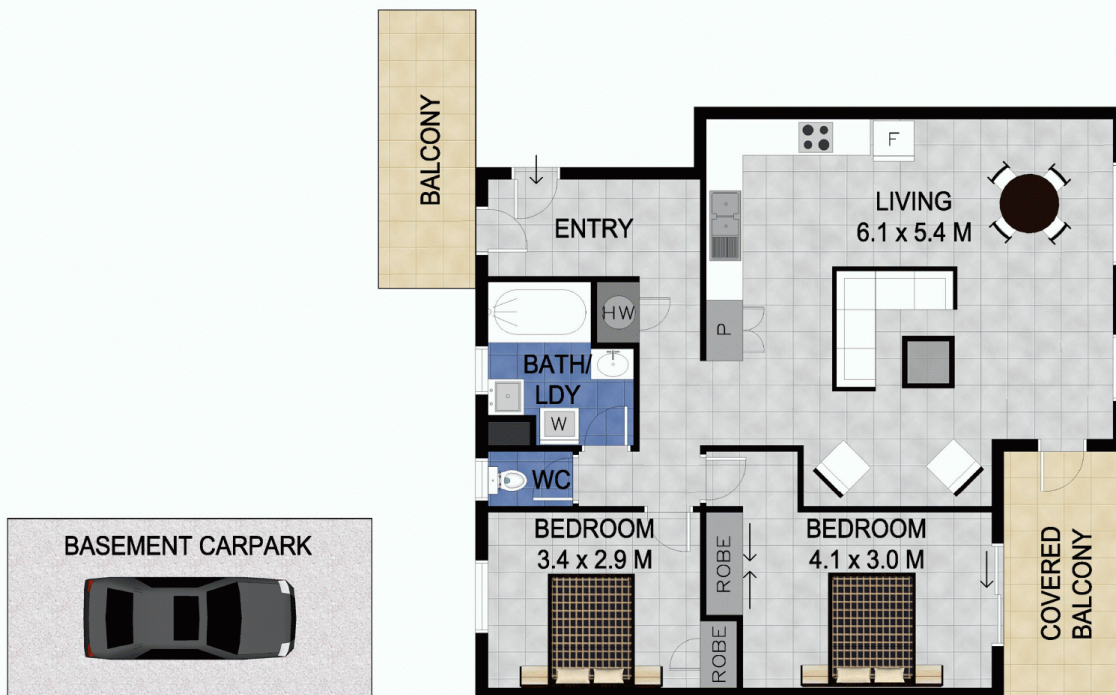 BALCONY
ENTRY
LIVING
6.1 x 5.4 M
F
HW
P
BATH/
LDY
W
WC
BEDROOM
3.4 x 2.9 M
ROBE
ROBE
BEDROOM
4.1 x 3.0 M
COVERED
BALCONY
BASEMENT CARPARK